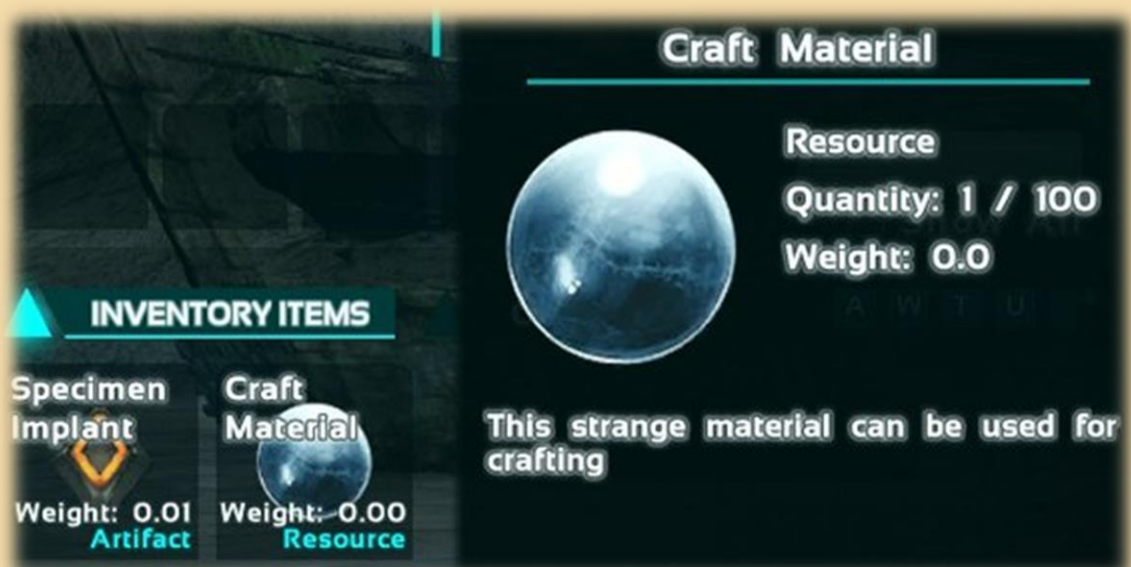 Craft Material
Resource
Quantity: 1 / 100
Weight: 0.0
This strange material can be used for
crafting
INVENTORY ITEMS
Specimen
Implant
Weight: 0.01
Artifact
Craft
Material
Weight: 0.00
Resource
A W T U